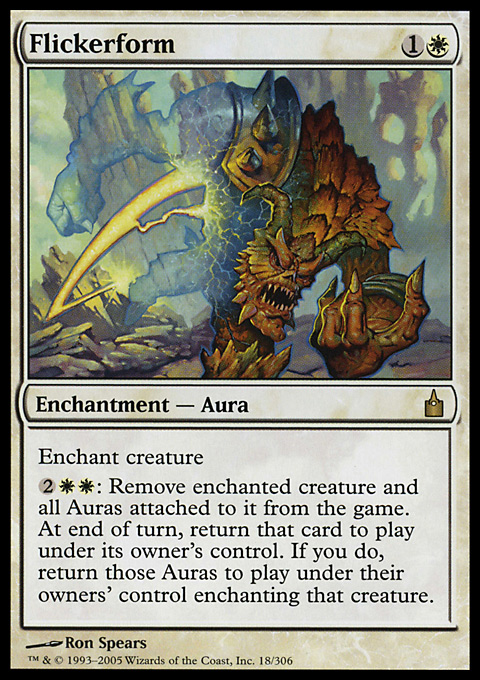 Flickerform 1
Enchantment — Aura
Enchant creature
2: Remove enchanted creature and
all Auras attached to it from the game.
At end of turn, return that card to play
under its owner's control. If you do,
return those Auras to play under their
owners' control enchanting that creature.
Ron Spears
™ & © 1993–2005 Wizards of the Coast, Inc. 18/306